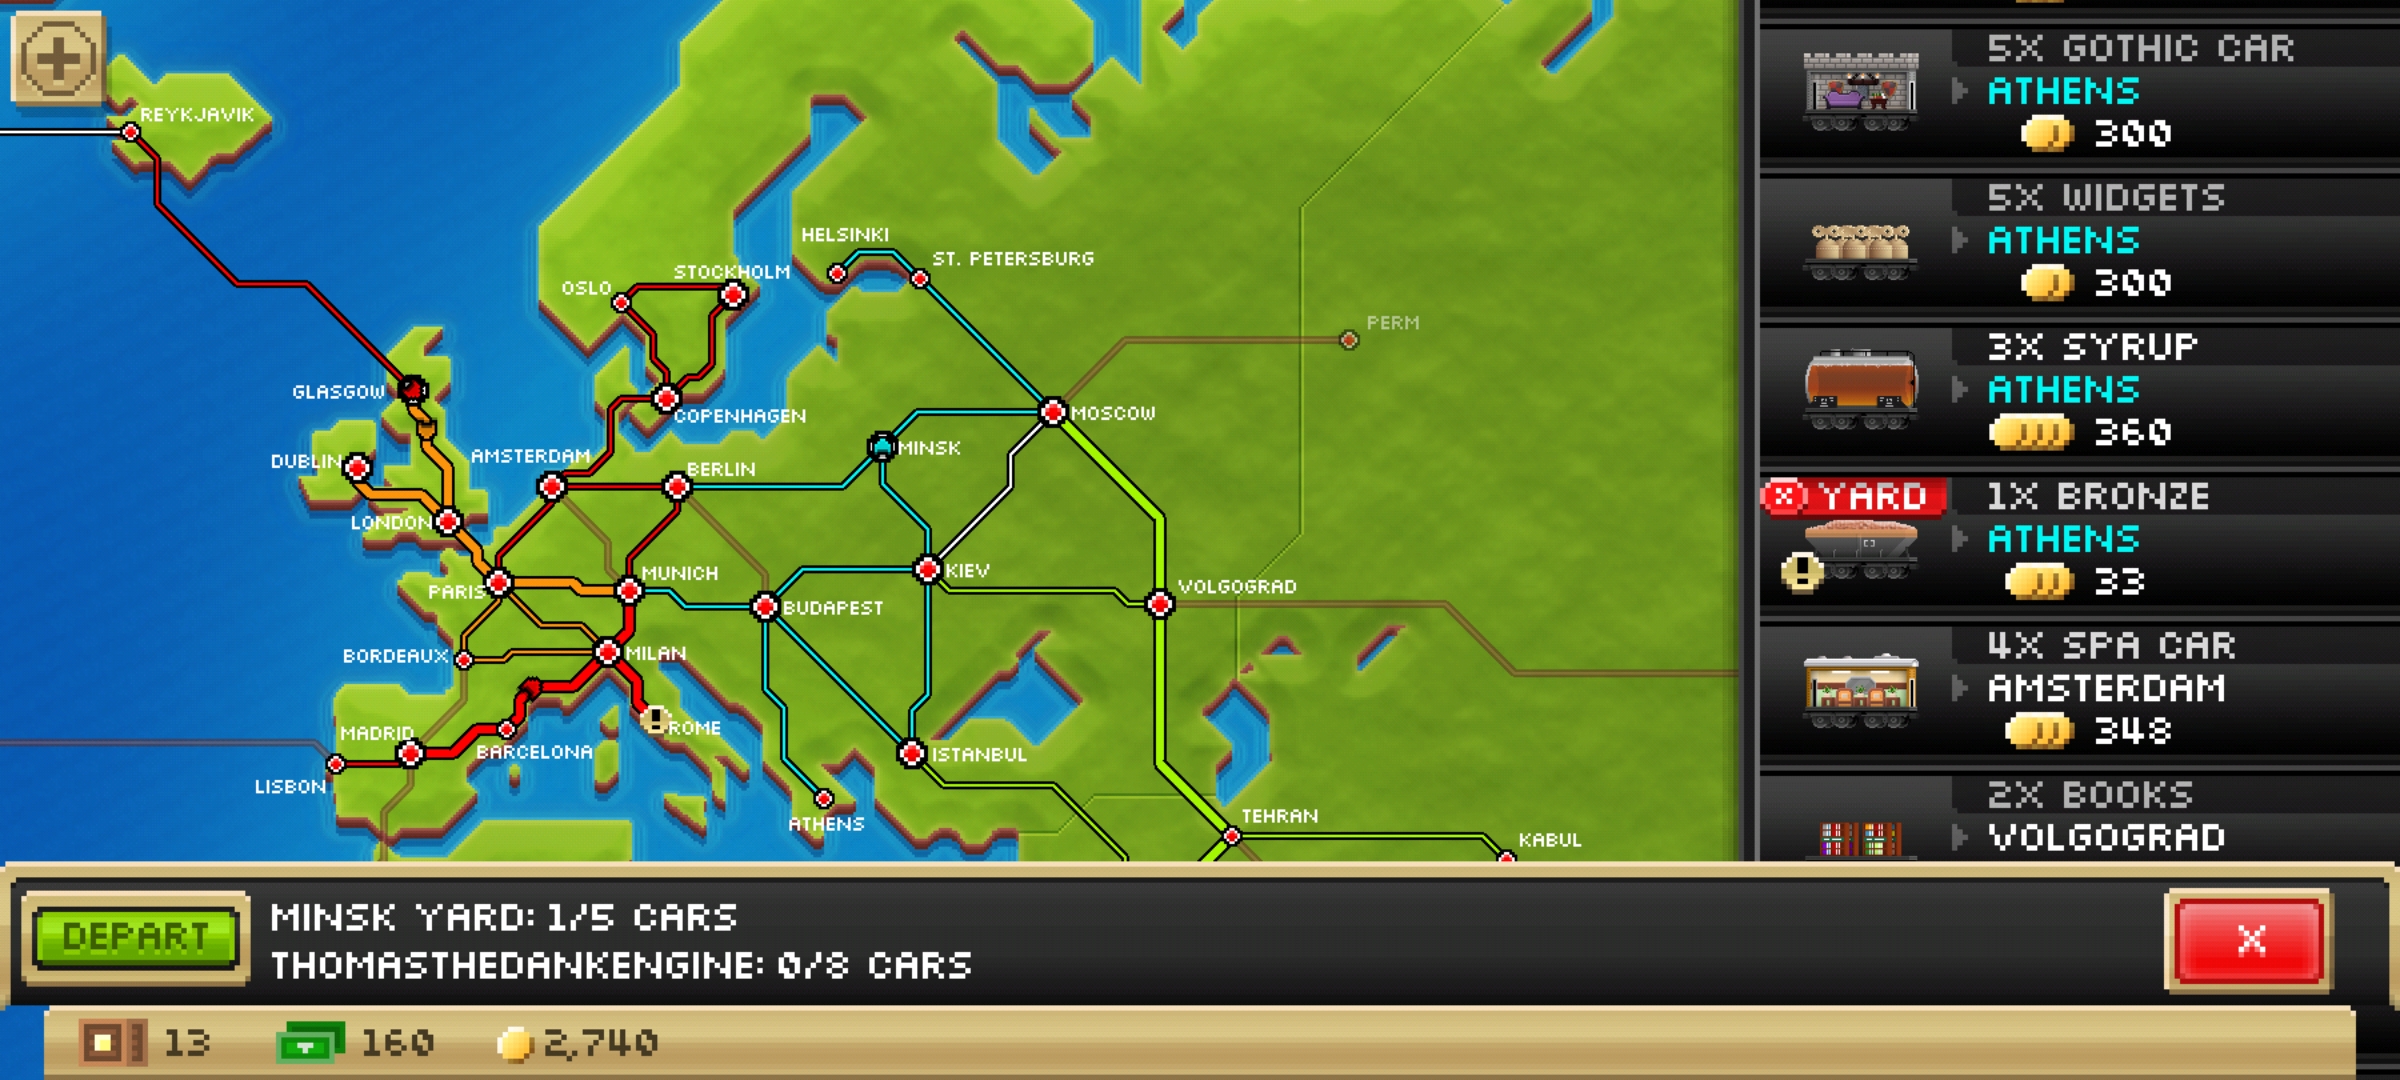 REYKJAVIK
HELSINKI
ST. PETERSBURG
STOCKHOLM
OSLO
PERM
GLASGOW
COPENHAGEN
MOSCOW
MINSK
AMSTERDAM
DUBLIN
BERLIN
LONDON
MUNICH
KIEV
PARIS
VOLGOGRAD
BUDAPEST
BORDEAUX
MILAN
ROME
MADRID
BARCELONA
ISTANBUL
LISBON
ATHENS
TEHRAN
KABUL
5X GOTHIC CAR
ATHENS
300
5X WIDGETS
ATHENS
300
3X SYRUP
ATHENS
360
X YARD
1X BRONZE
ATHENS
33
4X SPA CAR
AMSTERDAM
348
2X BOOKS
VOLGOGRAD
DEPART
MINSK YARD: 1/5 CARS
THOMASTHEDANKENGINE: 0/8 CARS
X
13
160
2,740